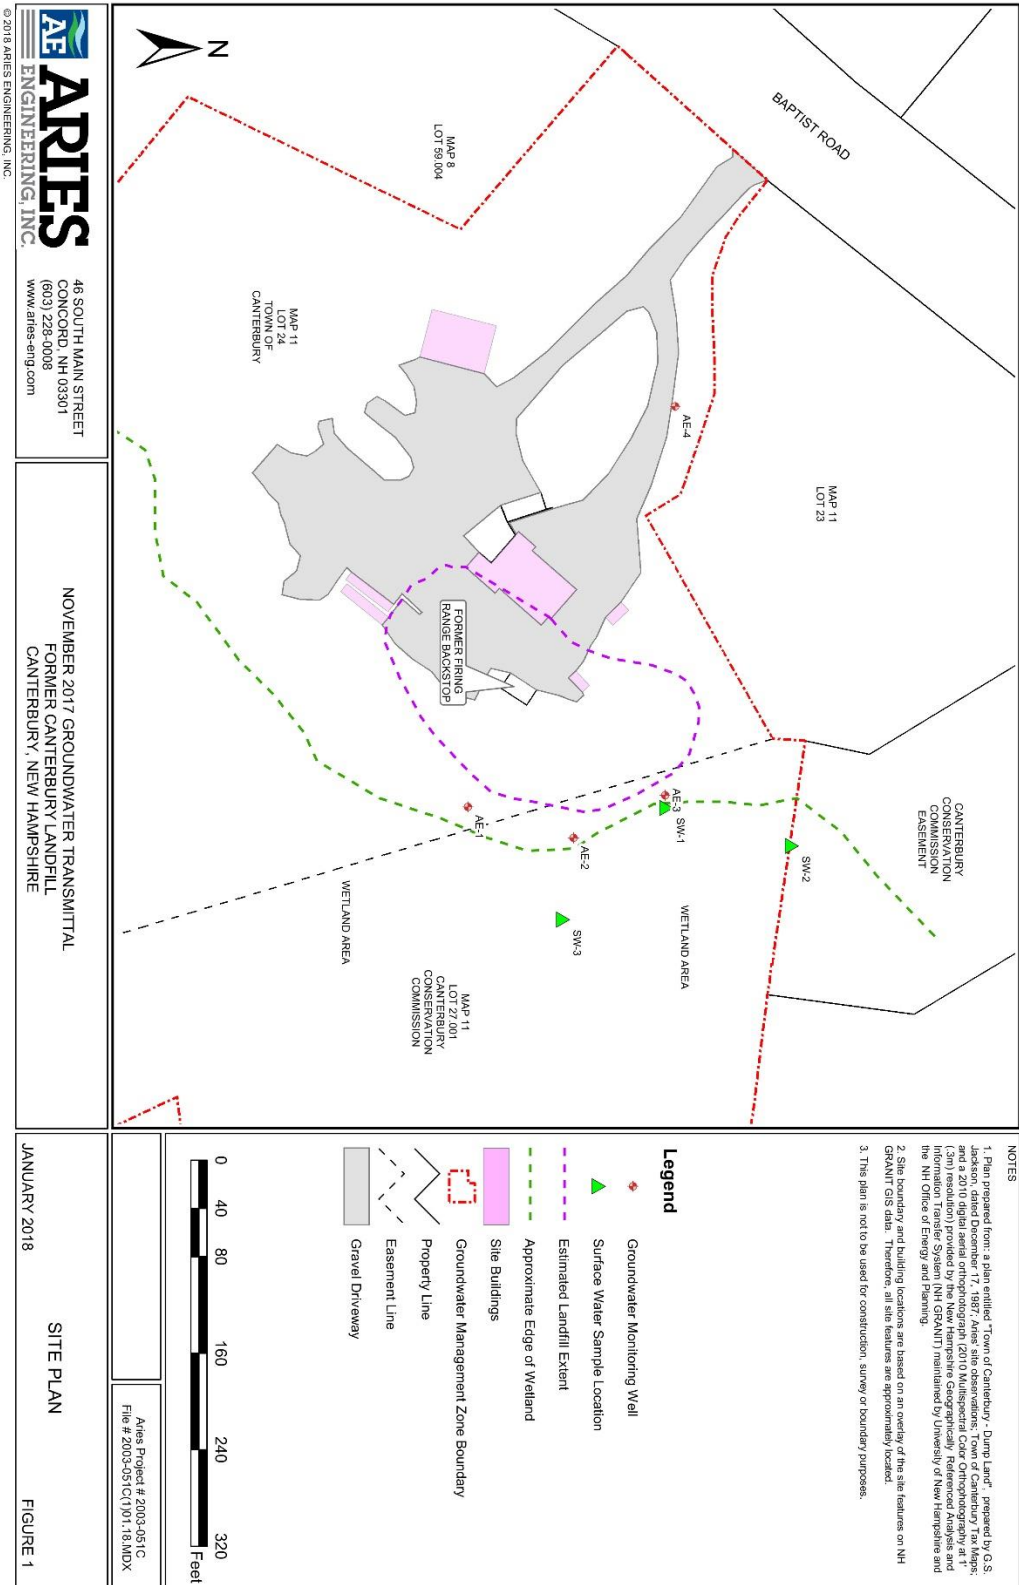 N
BAPTIST ROAD
MAP 8
LOT 59.004
MAP 11
LOT 24
TOWN OF
CANTERBURY
AE-4
MAP 11
LOT 23
FORMER FIRING
RANGE BACKSTOP
CANTERBURY
CONSERVATION
COMMISSION
EASEMENT
AE-3
SW-1
SW-2
AE-1
AE-2
SW-3
WETLAND AREA
WETLAND AREA
MAP 11
LOT 27.001
CANTERBURY
CONSERVATION
COMMISSION
NOTES
1. Plan prepared from: a plan entitled "Town of Canterbury - Dump Land", prepared by G.S.
Jackson, dated December 17, 1987; Aries' site observations; Town of Canterbury Tax Maps;
and a 2010 digital aerial orthophotograph (2010 Multispectral Color Orthophotography at 1'
(.3m) resolution) provided by the New Hampshire Geographically Referenced Analysis and
Information Transfer System (NH GRANIT) maintained by University of New Hampshire and
the NH Office of Energy and Planning.
2. Site boundary and building locations are based on an overlay of the site features on NH
GRANIT GIS data. Therefore, all site features are approximately located.
3. This plan is not to be used for construction, survey or boundary purposes.
Legend
Groundwater Monitoring Well
Surface Water Sample Location
Estimated Landfill Extent
Approximate Edge of Wetland
Site Buildings
Groundwater Management Zone Boundary
Property Line
Easement Line
Gravel Driveway
0 40 80 160 240 320
Feet
Aries Project # 2003-051C
File # 2003-051C(1)01.18.MDX
AE ARIES
ENGINEERING, INC.
© 2018 ARIES ENGINEERING, INC.
46 SOUTH MAIN STREET
CONCORD, NH 03301
(603) 228-0008
www.aries-eng.com
NOVEMBER 2017 GROUNDWATER TRANSMITTAL
FORMER CANTERBURY LANDFILL
CANTERBURY, NEW HAMPSHIRE
SITE PLAN
JANUARY 2018
FIGURE 1